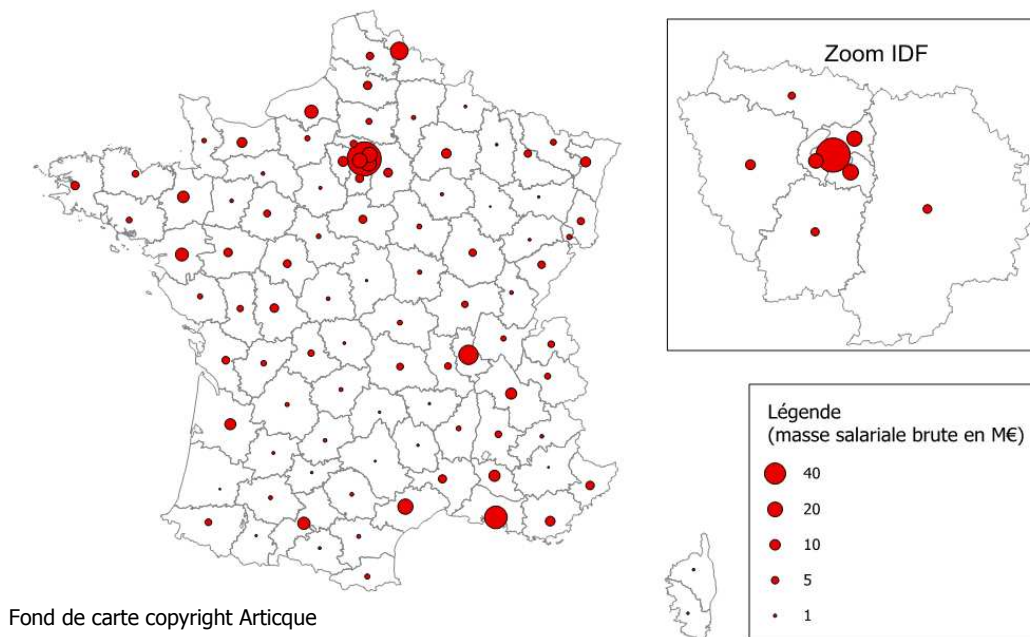 Zoom IDF
Légende
(masse salariale brute en M€)
40
20
10
5
1
Fond de carte copyright Articque